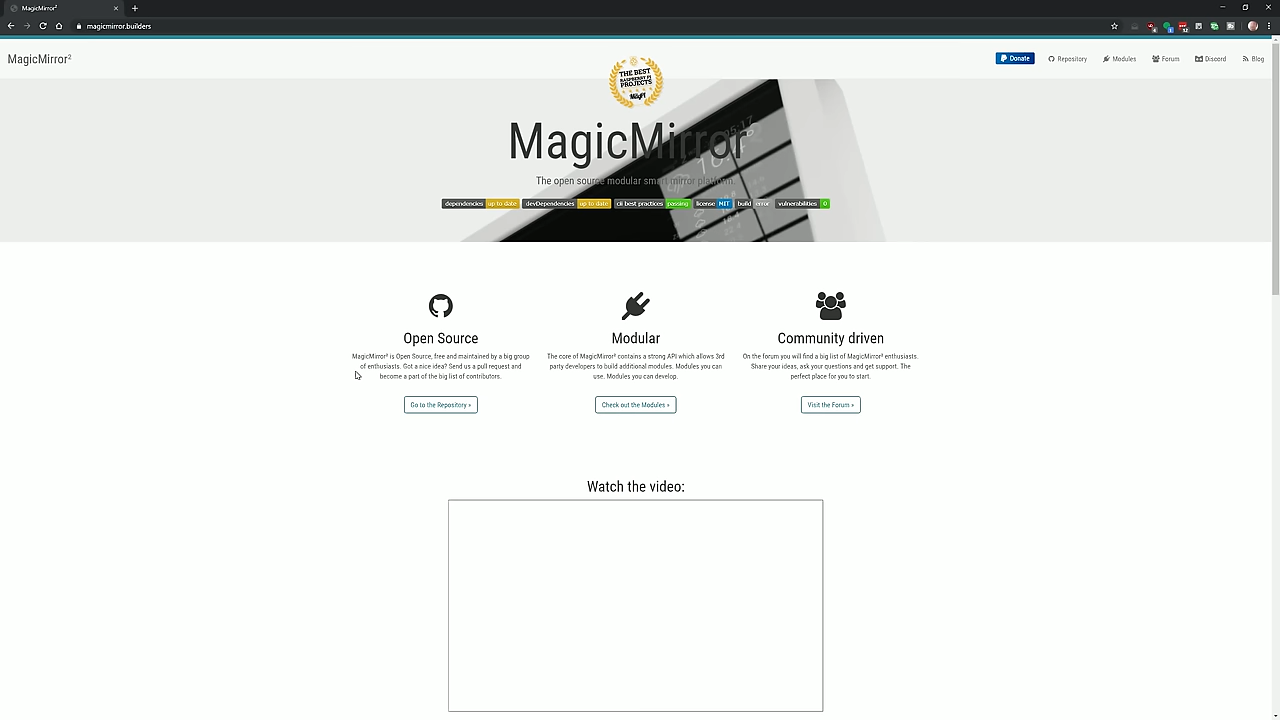 MagicMirror²
magicmirror.builders
MagicMirror²
Donate
Repository
Modules
Forum
Discord
Blog
THE BEST
RASPBERRY PI
PROJECTS
MagPi
MagicMirror²
The open source modular smart mirror platform.
dependencies up to date
devDependencies up to date
cii best practices passing
license MIT
build error
vulnerabilities 0
Open Source
MagicMirror² is Open Source, free and maintained by a big group
of enthusiasts. Got a nice idea? Send us a pull request and
become a part of the big list of contributors.
Go to the Repository »
Modular
The core of MagicMirror² contains a strong API which allows 3rd
party developers to build additional modules. Modules you can
use. Modules you can develop.
Check out the Modules »
Community driven
On the forum you will find a big list of MagicMirror² enthusiasts.
Share your ideas, ask your questions and get support. The
perfect place for you to start.
Visit the Forum »
Watch the video: